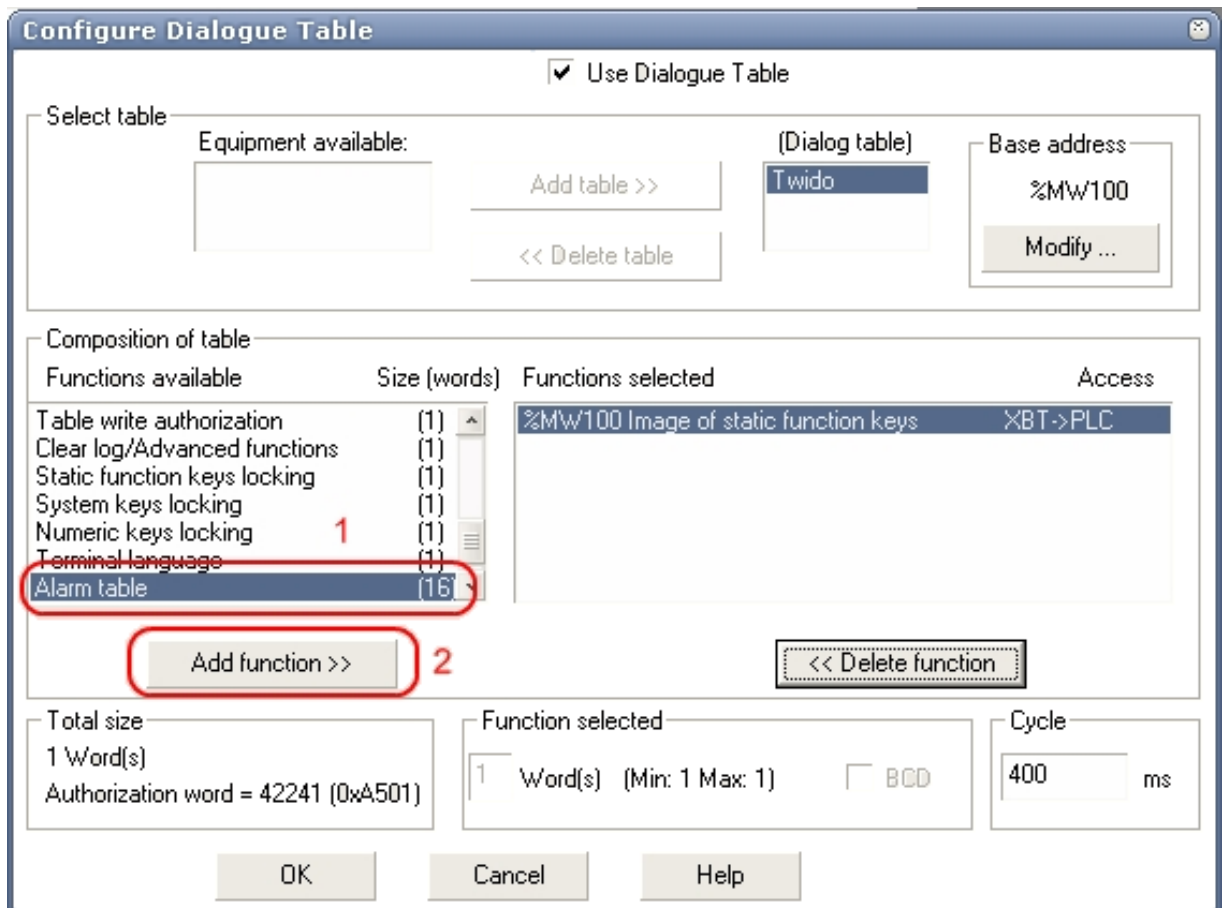 Configure Dialogue Table
Use Dialogue Table
Select table
Equipment available:
(Dialog table)
Base address
Add table >>
Twido
%MW100
<< Delete table
Modify ...
Composition of table
Functions available Size (words) Functions selected Access
Table write authorization (1)
%MW100 Image of static function keys XBT->PLC
Clear log/Advanced functions (1)
Static function keys locking (1)
System keys locking (1)
Numeric keys locking (1)
1
Terminal language (1)
Alarm table (16)
Add function >>
2
<< Delete function
Total size
1 Word(s)
Authorization word = 42241 (0xA501)
Function selected
1 Word(s) (Min: 1 Max: 1) BCD
Cycle
400 ms
OK Cancel Help